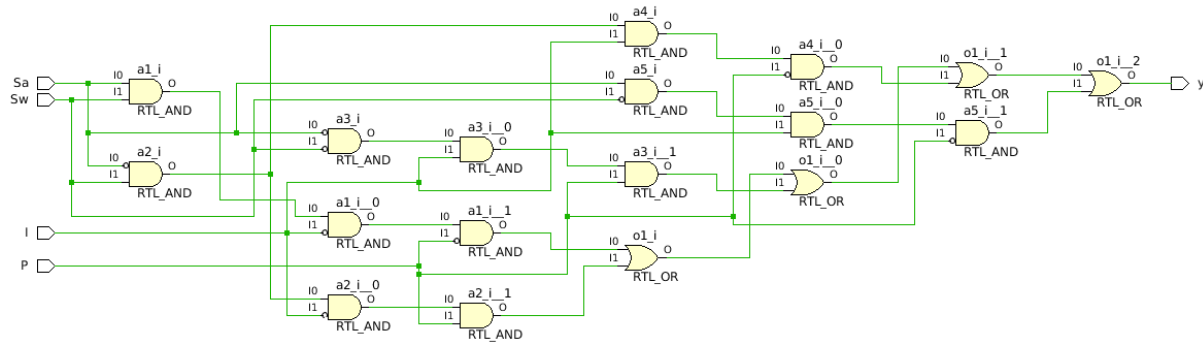 a4_i
I0
I1
O
RTL_AND
a4_i__0
I0
I1
O
RTL_AND
o1_i__1
I0
I1
O
RTL_OR
o1_i__2
I0
I1
O
RTL_OR
y
Sa
Sw
a1_i
I0
I1
O
RTL_AND
a5_i
I0
I1
O
RTL_AND
a5_i__0
I0
I1
O
RTL_AND
a5_i__1
I0
I1
O
RTL_AND
a2_i
I0
I1
O
RTL_AND
a3_i
I0
I1
O
RTL_AND
a3_i__0
I0
I1
O
RTL_AND
a3_i__1
I0
I1
O
RTL_AND
o1_i__0
I0
I1
O
RTL_OR
I
a1_i__0
I0
I1
O
RTL_AND
a1_i__1
I0
I1
O
RTL_AND
o1_i
I0
I1
O
RTL_OR
P
a2_i__0
I0
I1
O
RTL_AND
a2_i__1
I0
I1
O
RTL_AND